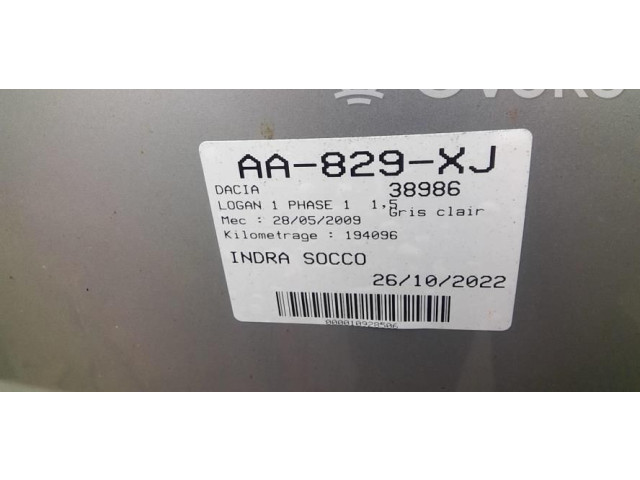 AA-829-XJ
DACIA 38986
LOGAN 1 PHASE 1 1,5
Gris clair
Mec : 28/05/2009
Kilometrage : 194096
INDRA SOCCO
26/10/2022